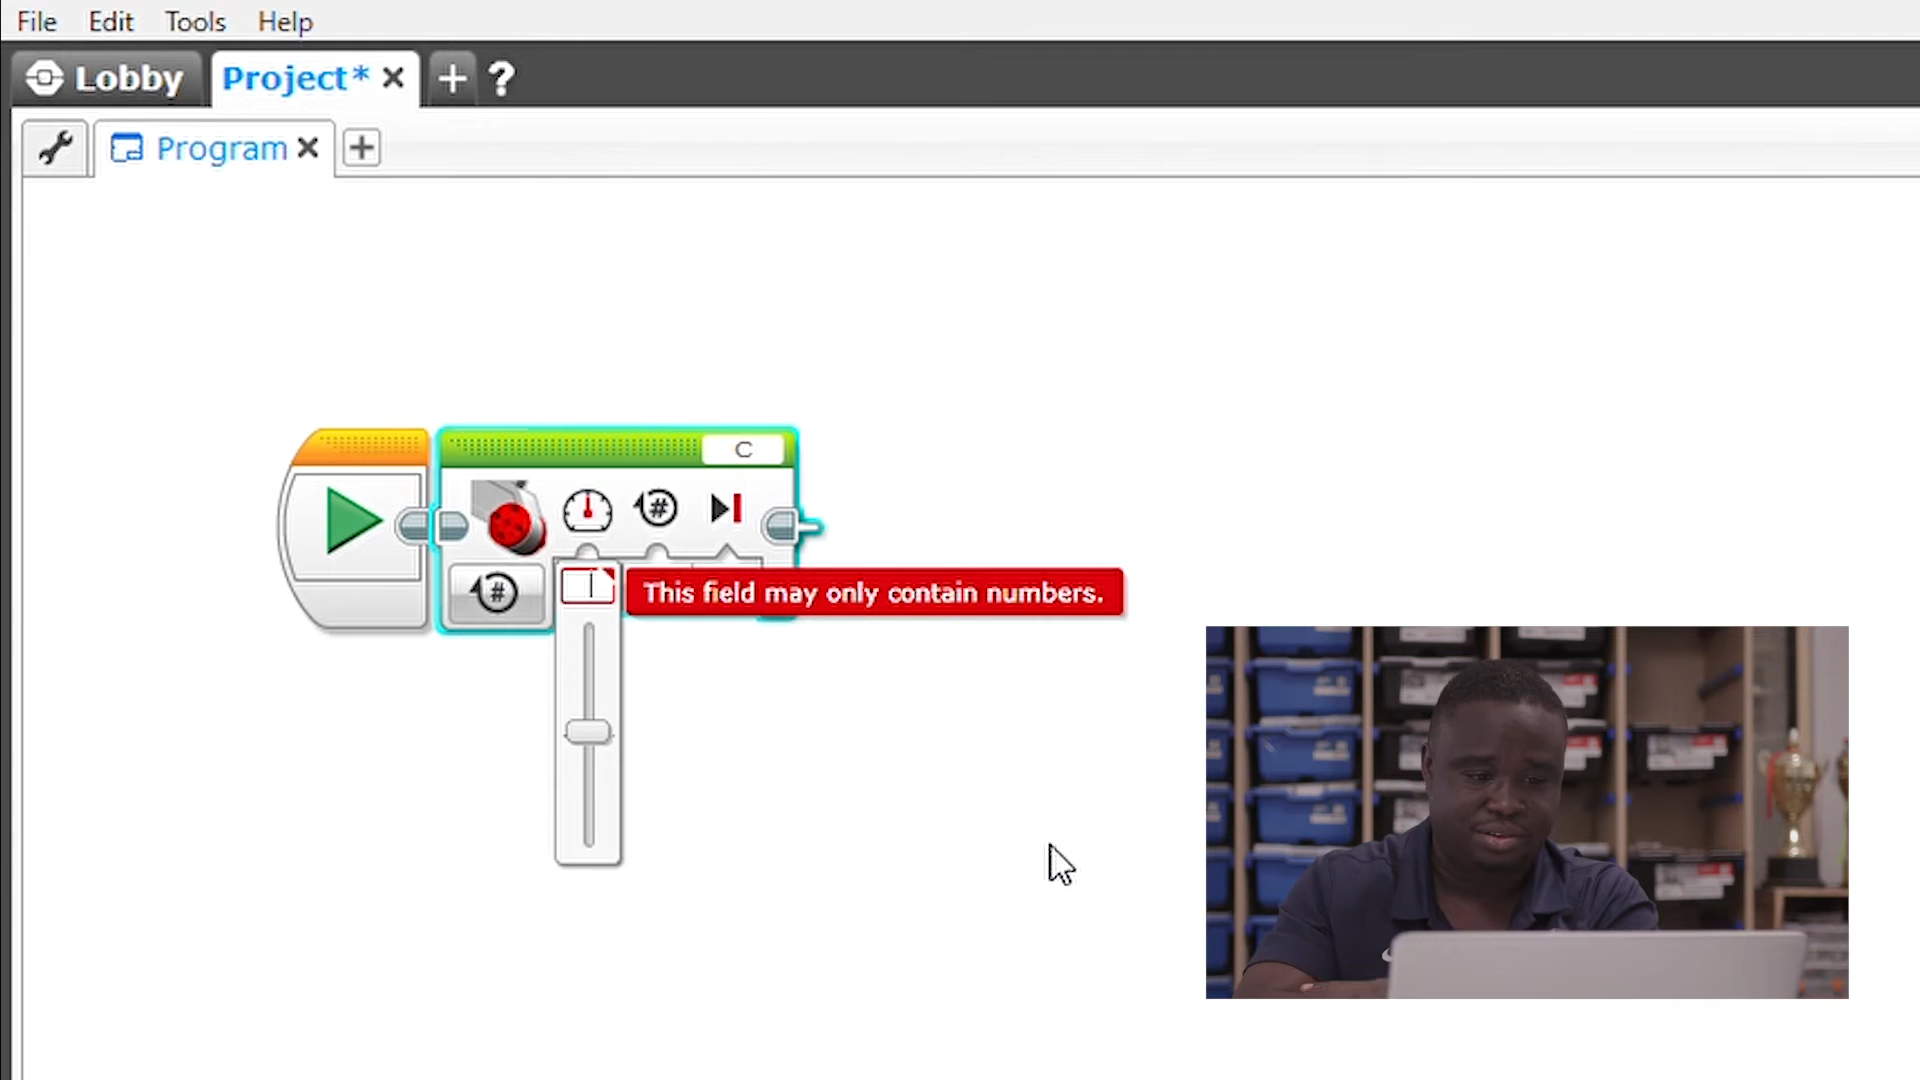 File Edit Tools Help
Lobby Project* + ?
Program +
C
#
#
This field may only contain numbers.